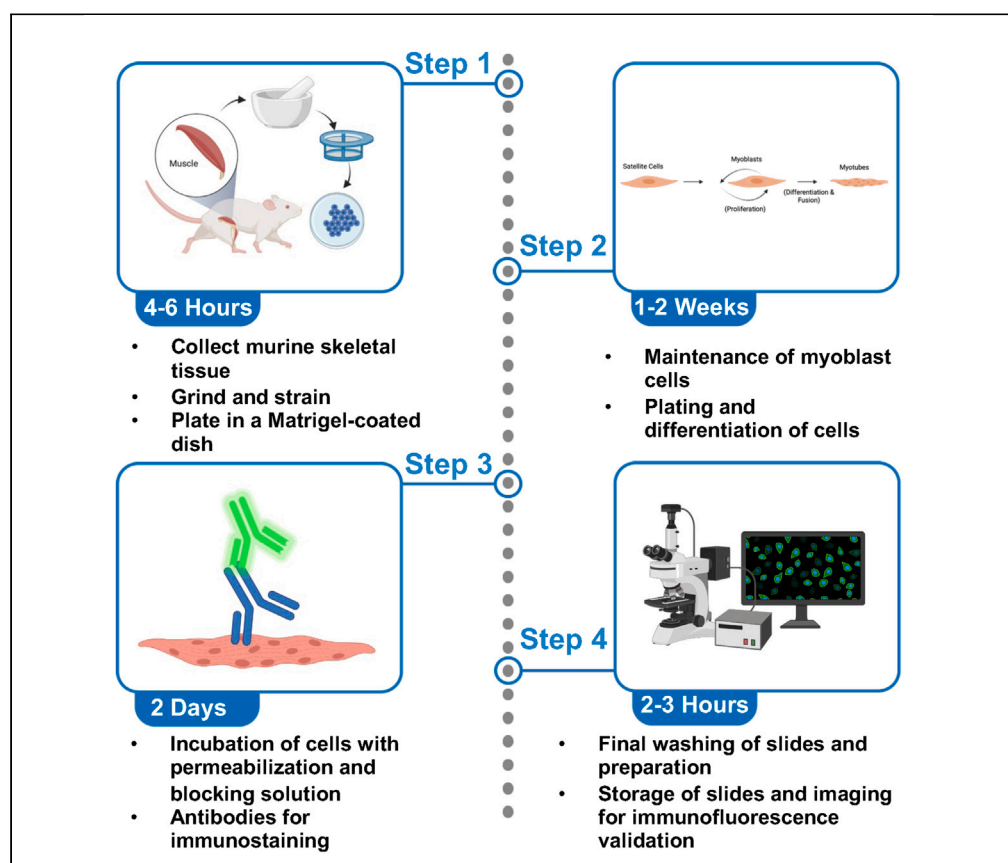 Step 1
Muscle
4-6 Hours
• Collect murine skeletal
tissue
• Grind and strain
• Plate in a Matrigel-coated
dish
Step 2
Satellite Cells
Myoblasts
Myotubes
(Proliferation)
(Differentiation &
Fusion)
1-2 Weeks
• Maintenance of myoblast
cells
• Plating and
differentiation of cells
Step 3
2 Days
• Incubation of cells with
permeabilization and
blocking solution
• Antibodies for
immunostaining
Step 4
2-3 Hours
• Final washing of slides and
preparation
• Storage of slides and imaging
for immunofluorescence
validation